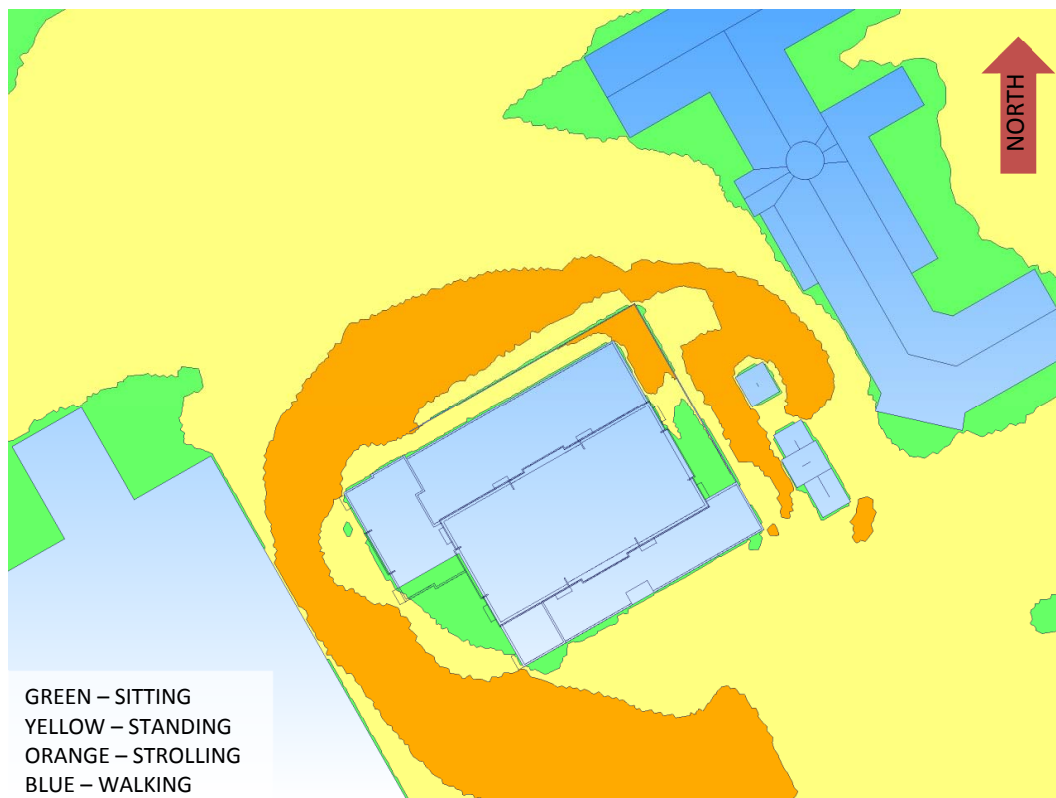 NORTH
GREEN – SITTING
YELLOW – STANDING
ORANGE – STROLLING
BLUE – WALKING